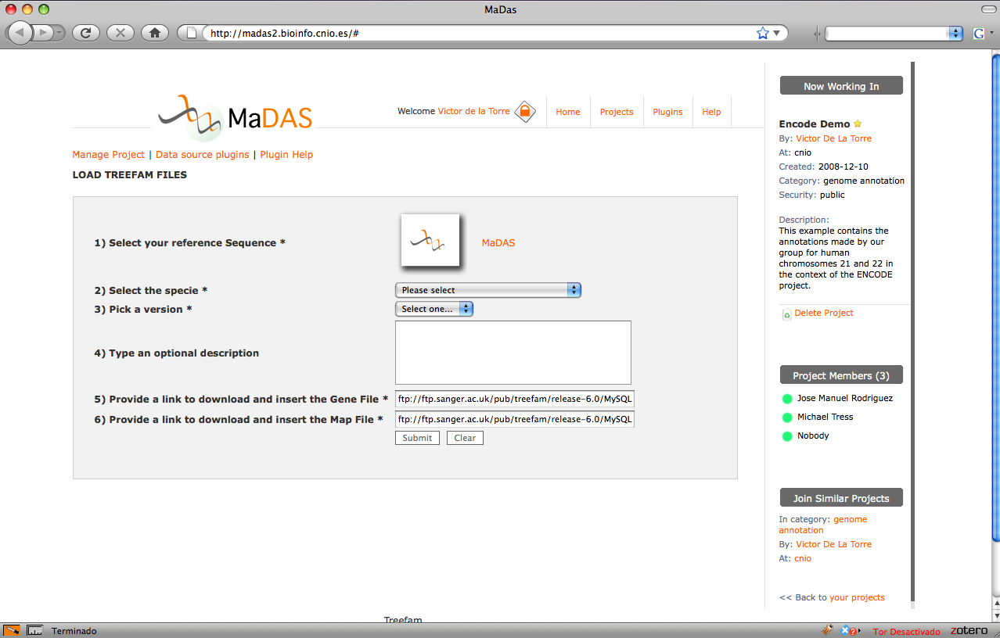 MaDas
http://madas2.bioinfo.cnio.es/#
G
MaDAS
Welcome Victor de la Torre
Home
Projects
Plugins
Help
Manage Project | Data source plugins | Plugin Help
LOAD TREEFAM FILES
1) Select your reference Sequence *
MaDAS
2) Select the specie *
Please select
3) Pick a version *
Select one...
4) Type an optional description
5) Provide a link to download and insert the Gene File *
ftp://ftp.sanger.ac.uk/pub/treefam/release-6.0/MySQL
6) Provide a link to download and insert the Map File *
ftp://ftp.sanger.ac.uk/pub/treefam/release-6.0/MySQL
Submit
Clear
Now Working In
Encode Demo
By: Victor De La Torre
At: cnio
Created: 2008-12-10
Category: genome annotation
Security: public
Description:
This example contains the
annotations made by our
group for human
chromosomes 21 and 22 in
the context of the ENCODE
project.
Delete Project
Project Members (3)
Jose Manuel Rodriguez
Michael Tress
Nobody
Join Similar Projects
In category: genome
annotation
By: Victor De La Torre
At: cnio
<< Back to your projects
Treefam
Terminado
Tor Desactivado
zotero